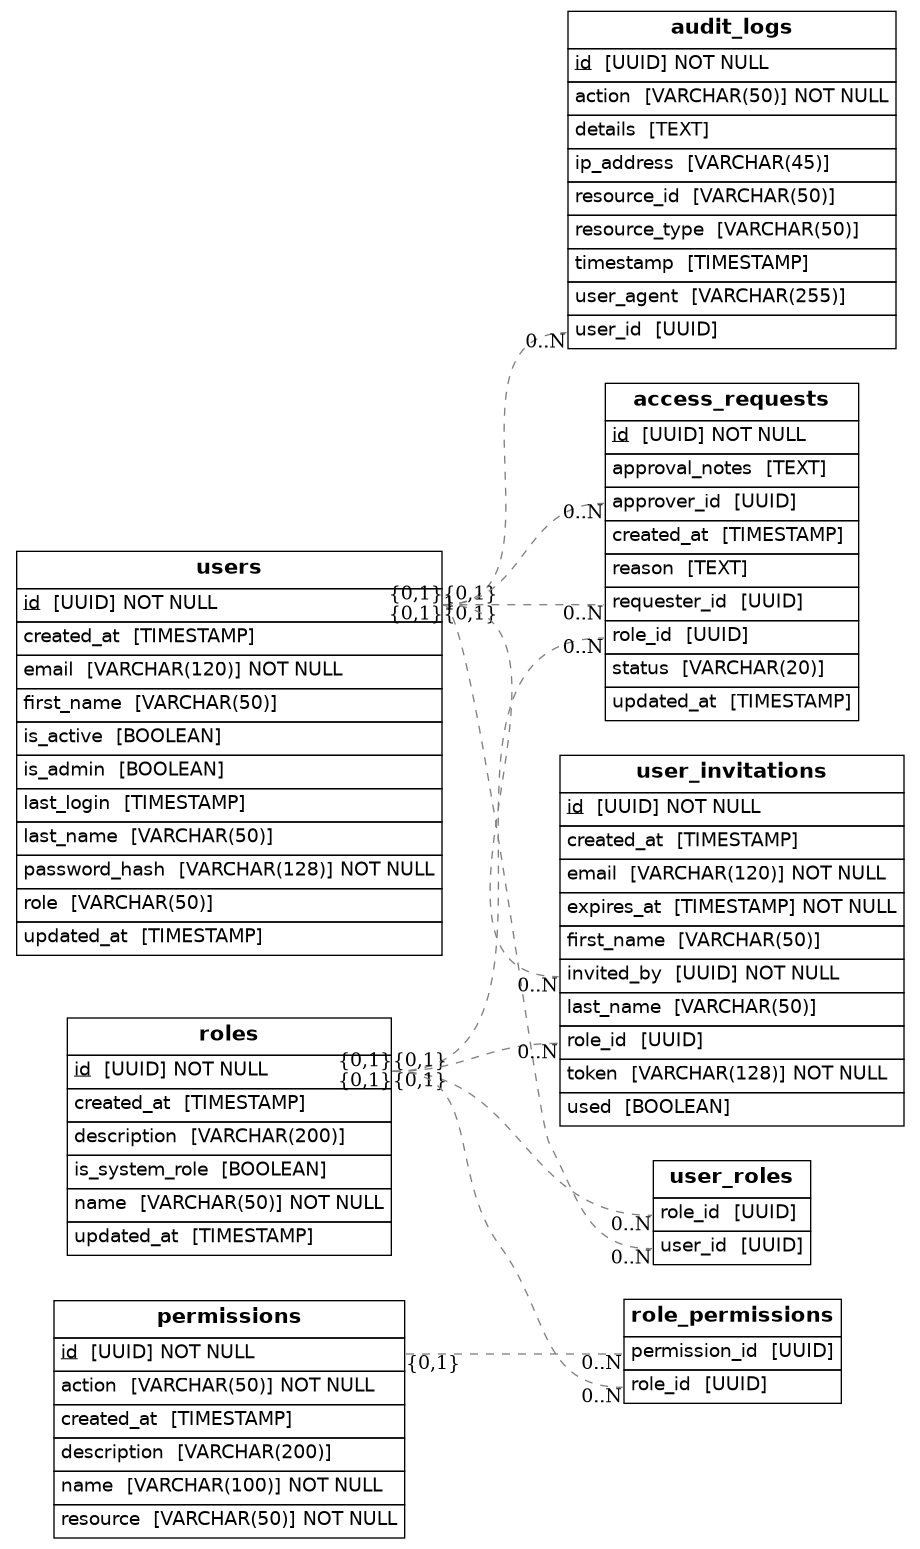 audit_logs
id [UUID] NOT NULL
action [VARCHAR(50)] NOT NULL
details [TEXT]
ip_address [VARCHAR(45)]
resource_id [VARCHAR(50)]
resource_type [VARCHAR(50)]
timestamp [TIMESTAMP]
user_agent [VARCHAR(255)]
user_id [UUID]
0..N
access_requests
id [UUID] NOT NULL
approval_notes [TEXT]
approver_id [UUID]
0..N
created_at [TIMESTAMP]
reason [TEXT]
requester_id [UUID]
0..N
role_id [UUID]
0..N
status [VARCHAR(20)]
updated_at [TIMESTAMP]
users
id [UUID] NOT NULL
{0,1} {0,1}
{0,1} {0,1}
created_at [TIMESTAMP]
email [VARCHAR(120)] NOT NULL
first_name [VARCHAR(50)]
is_active [BOOLEAN]
is_admin [BOOLEAN]
last_login [TIMESTAMP]
last_name [VARCHAR(50)]
password_hash [VARCHAR(128)] NOT NULL
role [VARCHAR(50)]
updated_at [TIMESTAMP]
user_invitations
id [UUID] NOT NULL
created_at [TIMESTAMP]
email [VARCHAR(120)] NOT NULL
expires_at [TIMESTAMP] NOT NULL
first_name [VARCHAR(50)]
invited_by [UUID] NOT NULL
0..N
last_name [VARCHAR(50)]
role_id [UUID]
0..N
token [VARCHAR(128)] NOT NULL
used [BOOLEAN]
roles
id [UUID] NOT NULL
{0,1} {0,1}
{0,1} {0,1}
created_at [TIMESTAMP]
description [VARCHAR(200)]
is_system_role [BOOLEAN]
name [VARCHAR(50)] NOT NULL
updated_at [TIMESTAMP]
user_roles
role_id [UUID]
0..N
user_id [UUID]
0..N
permissions
id [UUID] NOT NULL
{0,1}
action [VARCHAR(50)] NOT NULL
created_at [TIMESTAMP]
description [VARCHAR(200)]
name [VARCHAR(100)] NOT NULL
resource [VARCHAR(50)] NOT NULL
role_permissions
permission_id [UUID]
0..N
role_id [UUID]
0..N